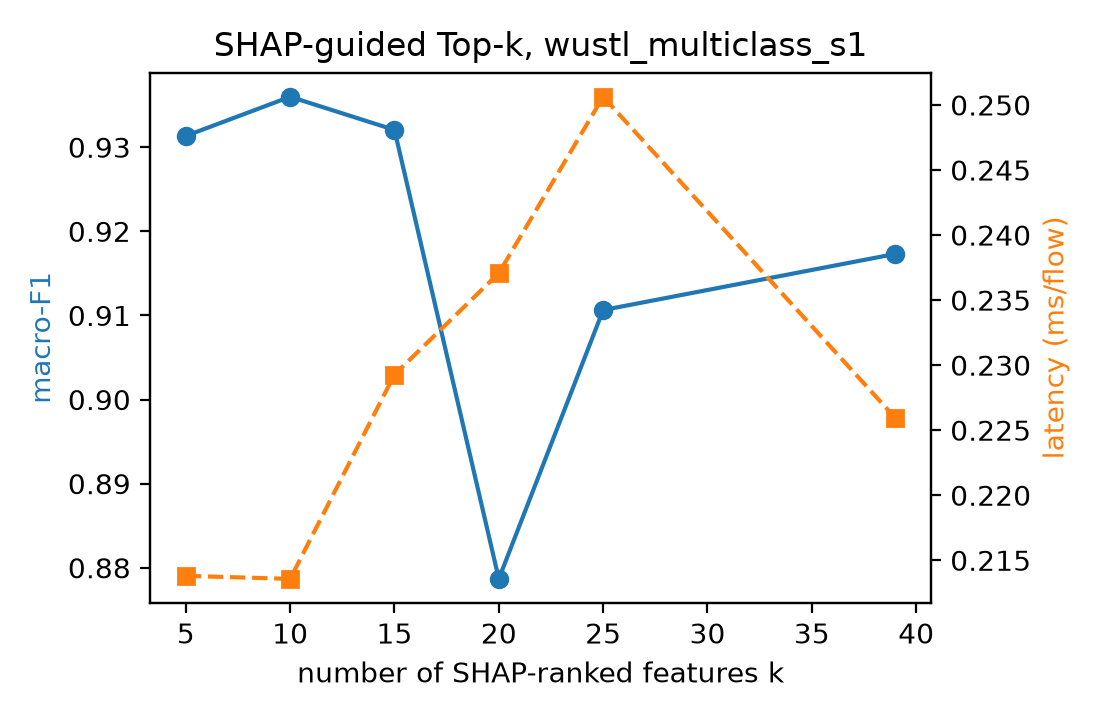 SHAP-guided Top-k, wustl_multiclass_s1
macro-F1
0.93
0.92
0.91
0.90
0.89
0.88
0.250
0.245
0.240
0.235
0.230
0.225
0.220
0.215
latency (ms/flow)
5 10 15 20 25 30 35 40
number of SHAP-ranked features k